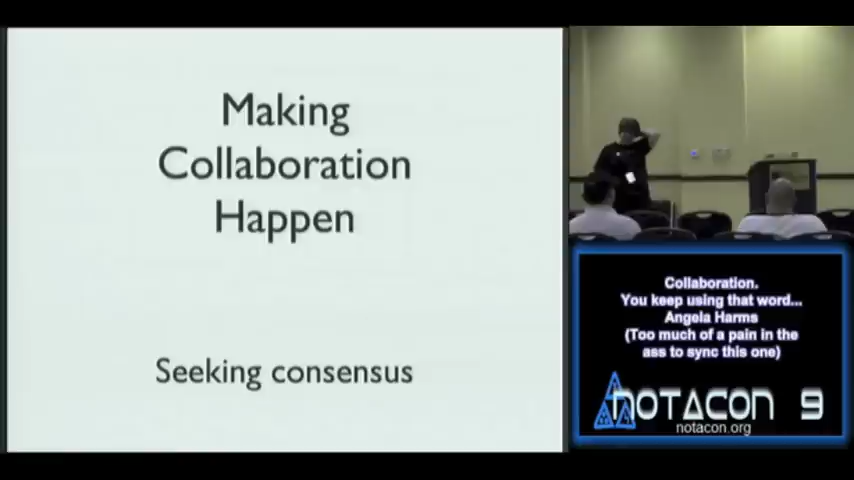 Making
Collaboration
Happen
Seeking consensus
Collaboration.
You keep using that word...
Angela Harms
(Too much of a pain in the
ass to sync this one)
NOTACON 9
notacon.org